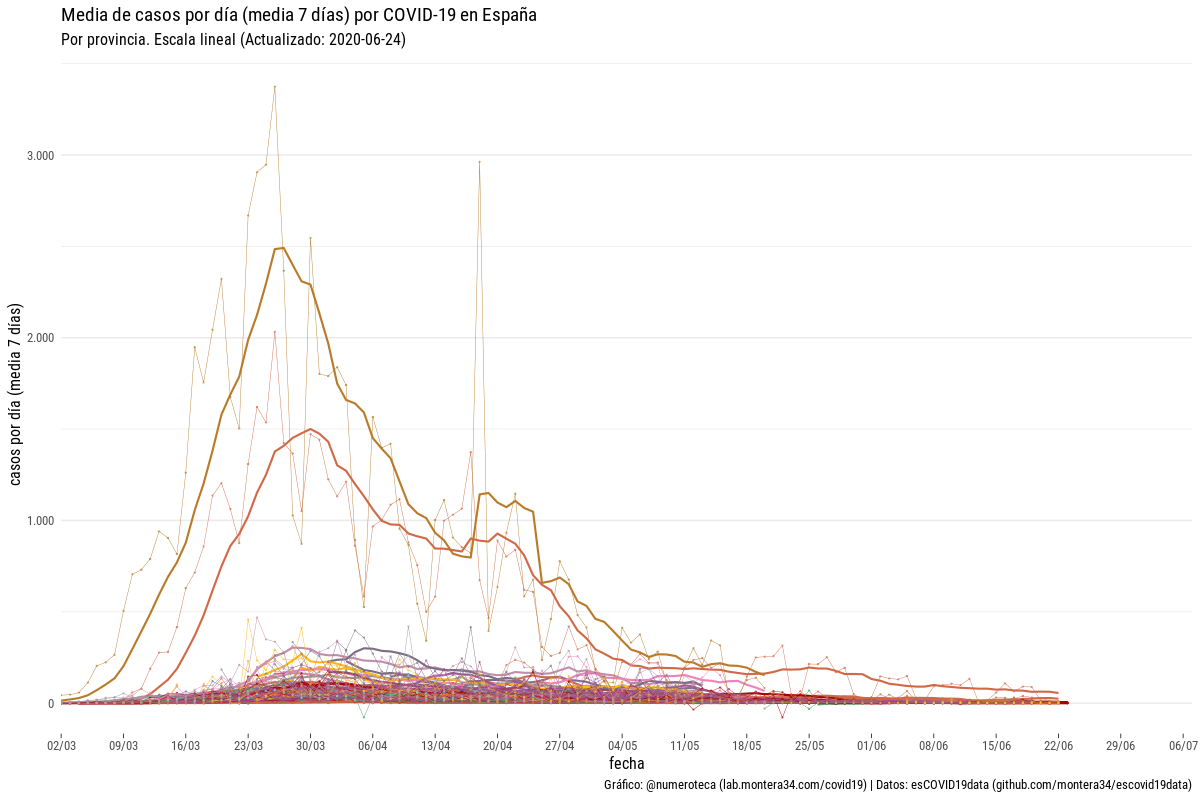 Media de casos por día (media 7 días) por COVID-19 en España
Por provincia. Escala lineal (Actualizado: 2020-06-24)
casos por día (media 7 días)
3.000
2.000
1.000
0
02/03 09/03 16/03 23/03 30/03 06/04 13/04 20/04 27/04 04/05 11/05 18/05 25/05 01/06 08/06 15/06 22/06 29/06 06/07
fecha
Gráfico: @numeroteca (lab.montera34.com/covid19) | Datos: esCOVID19data (github.com/montera34/escovid19data)